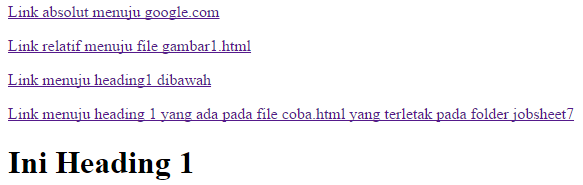 Link absolut menuju google.com
Link relatif menuju file gambar1.html
Link menuju heading1 dibawah
Link menuju heading 1 yang ada pada file coba.html yang terletak pada folder jobsheet7
Ini Heading 1